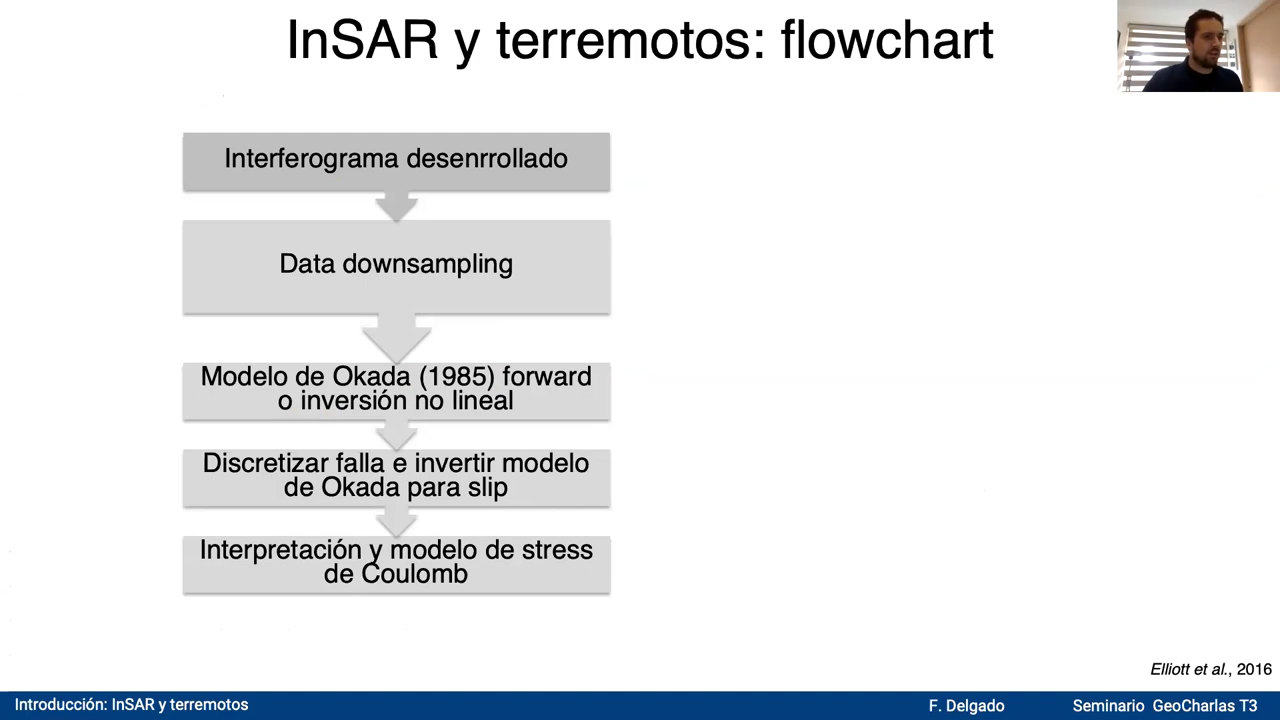 InSAR y terremotos: flowchart
Interferograma desenrrollado
Data downsampling
Modelo de Okada (1985) forward
o inversión no lineal
Discretizar falla e invertir modelo
de Okada para slip
Interpretación y modelo de stress
de Coulomb
Elliott et al., 2016
Introducción: InSAR y terremotos
F. Delgado
Seminario GeoCharlas T3